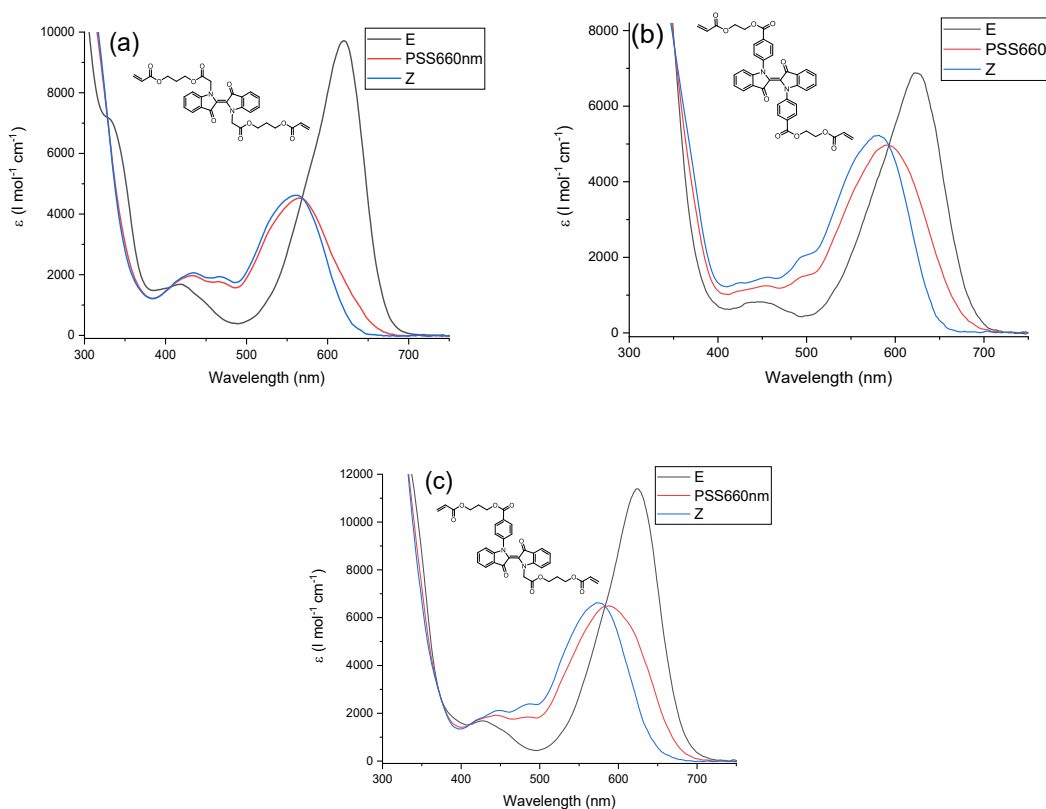 (a)
E
PSS660nm
Z
10000
8000
6000
4000
2000
0
300 400 500 600 700
ε (l mol⁻¹ cm⁻¹)
Wavelength (nm)
O O O O N O O N O O O O
(b)
E
PSS660
Z
8000
6000
4000
2000
0
300 400 500 600 700
ε (l mol⁻¹ cm⁻¹)
Wavelength (nm)
O O O O N O O N O O O O
(c)
E
PSS660nm
Z
12000
10000
8000
6000
4000
2000
0
300 400 500 600 700
ε (l mol⁻¹ cm⁻¹)
Wavelength (nm)
O O O O N O O N O O O O